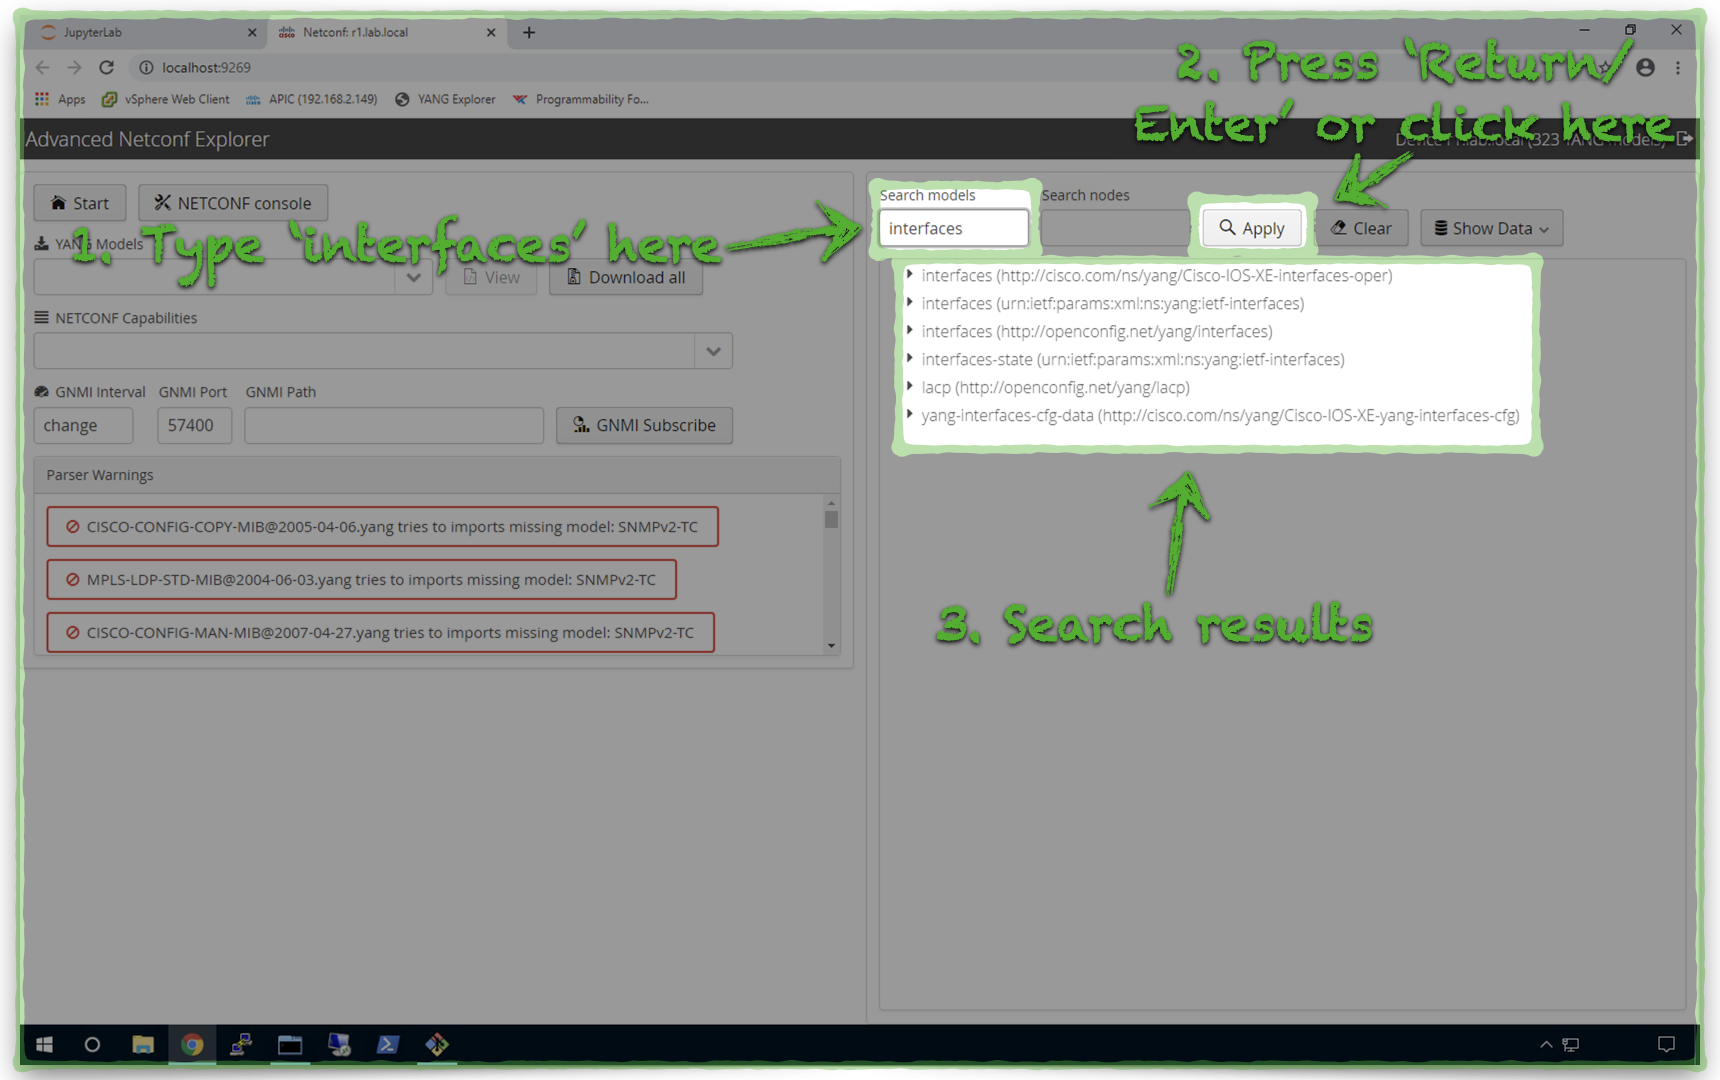 JupyterLab
Netconf: r1.lab.local
localhost:9269
Apps
vSphere Web Client
APIC (192.168.2.149)
YANG Explorer
Programmability Fo...
2. Press 'Return/
Enter' or click here
Advanced Netconf Explorer
Device r1.lab.local (323 YANG models)
Start
NETCONF console
YANG Models
1. Type 'interfaces' here
View
Download all
NETCONF Capabilities
GNMI Interval
GNMI Port
GNMI Path
change
57400
GNMI Subscribe
Parser Warnings
CISCO-CONFIG-COPY-MIB@2005-04-06.yang tries to imports missing model: SNMPv2-TC
MPLS-LDP-STD-MIB@2004-06-03.yang tries to imports missing model: SNMPv2-TC
CISCO-CONFIG-MAN-MIB@2007-04-27.yang tries to imports missing model: SNMPv2-TC
Search models
Search nodes
interfaces
Apply
Clear
Show Data
interfaces (http://cisco.com/ns/yang/Cisco-IOS-XE-interfaces-oper)
interfaces (urn:ietf:params:xml:ns:yang:ietf-interfaces)
interfaces (http://openconfig.net/yang/interfaces)
interfaces-state (urn:ietf:params:xml:ns:yang:ietf-interfaces)
lacp (http://openconfig.net/yang/lacp)
yang-interfaces-cfg-data (http://cisco.com/ns/yang/Cisco-IOS-XE-yang-interfaces-cfg)
3. Search results